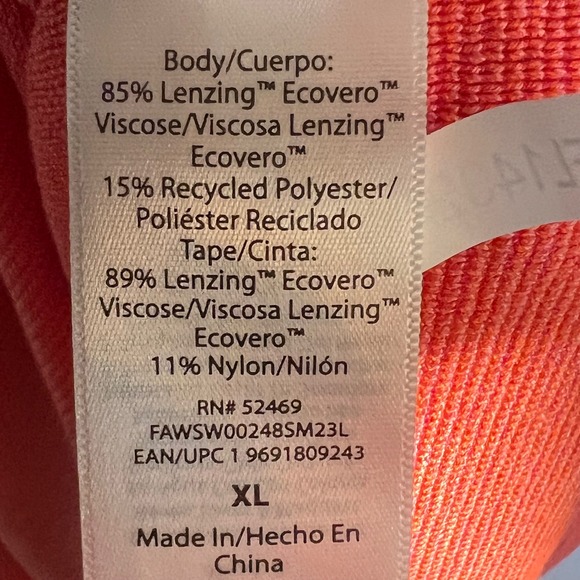 Body/Cuerpo:
85% Lenzing™ Ecovero™
Viscose/Viscosa Lenzing™
Ecovero™
15% Recycled Polyester/
Poliéster Reciclado
Tape/Cinta:
89% Lenzing™ Ecovero™
Viscose/Viscosa Lenzing™
Ecovero™
11% Nylon/Nilón
RN# 52469
FAWSW00248SM23L
EAN/UPC 1 9691809243
XL
Made In/Hecho En
China